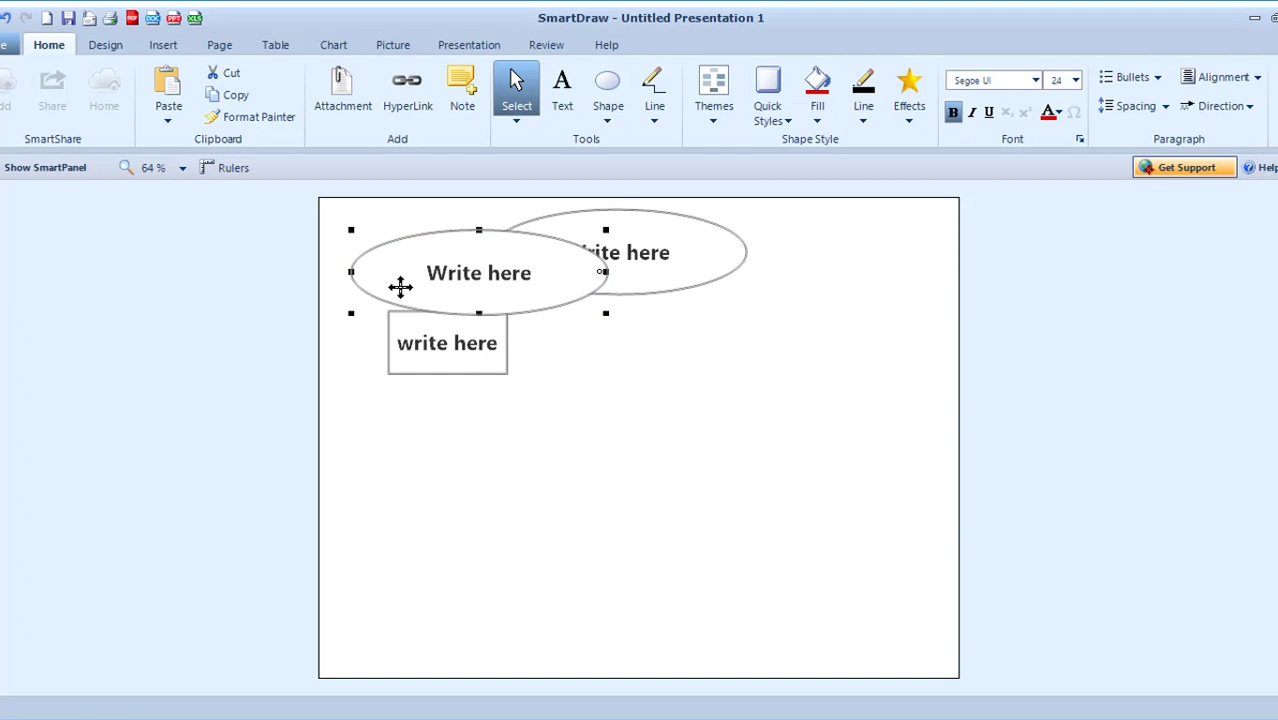 SmartDraw - Untitled Presentation 1
Home Design Insert Page Table Chart Picture Presentation Review Help
Share Home Paste Cut Copy Format Painter Attachment HyperLink Note Select Text Shape Line Themes Quick Styles Fill Line Effects Segoe UI 24 Bullets Alignment
B I U A Spacing Direction
SmartShare Clipboard Add Tools Shape Style Font Paragraph
Show SmartPanel 64 % Rulers Get Support Help
Write here
here
write here